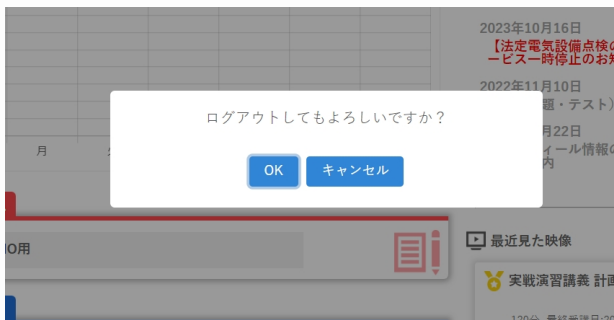 2023年10月16日
【法定電気設備点検の
ービス一時停止のお知
2022年11月10日
題・テスト）
月22日
ィール情報の
内
ログアウトしてもよろしいですか？
OK
キャンセル
月
IO用
最近見た映像
実戦演習講義 計画